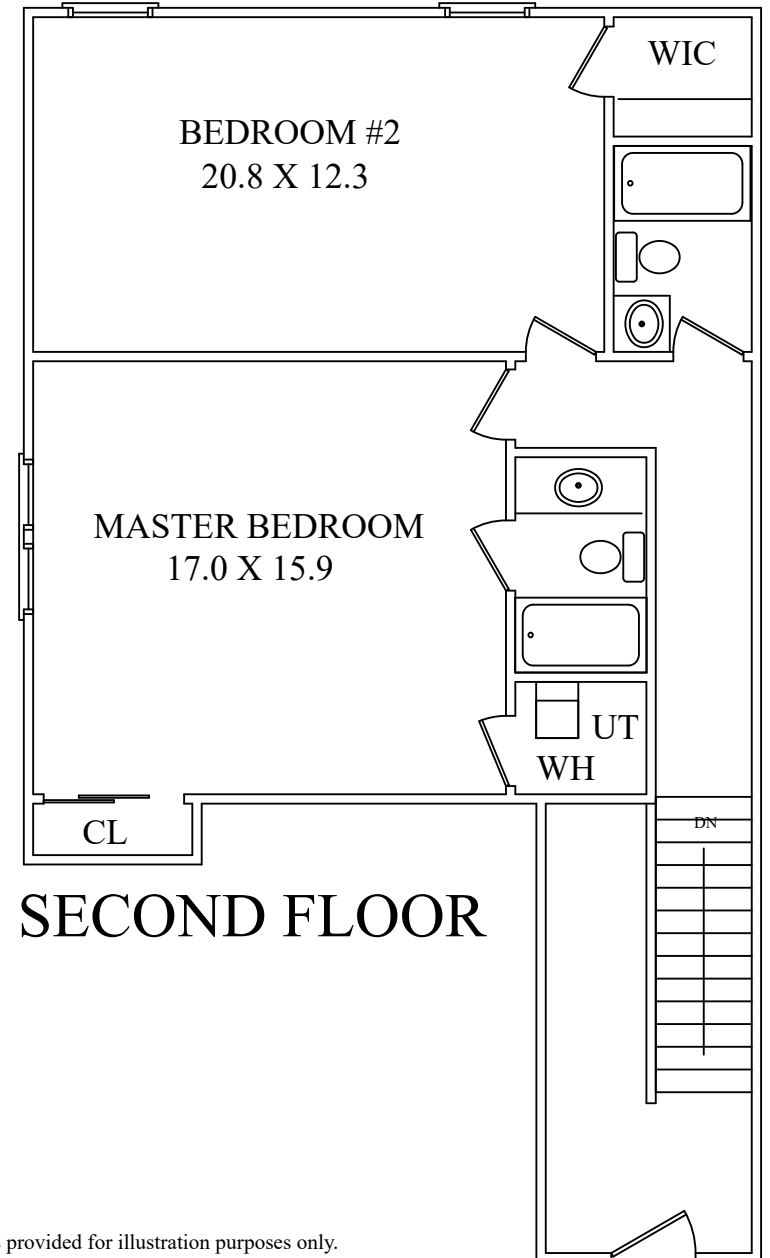 WIC
BEDROOM #2
20.8 X 12.3
MASTER BEDROOM
17.0 X 15.9
UT
WH
CL
DN
SECOND FLOOR
provided for illustration purposes only.